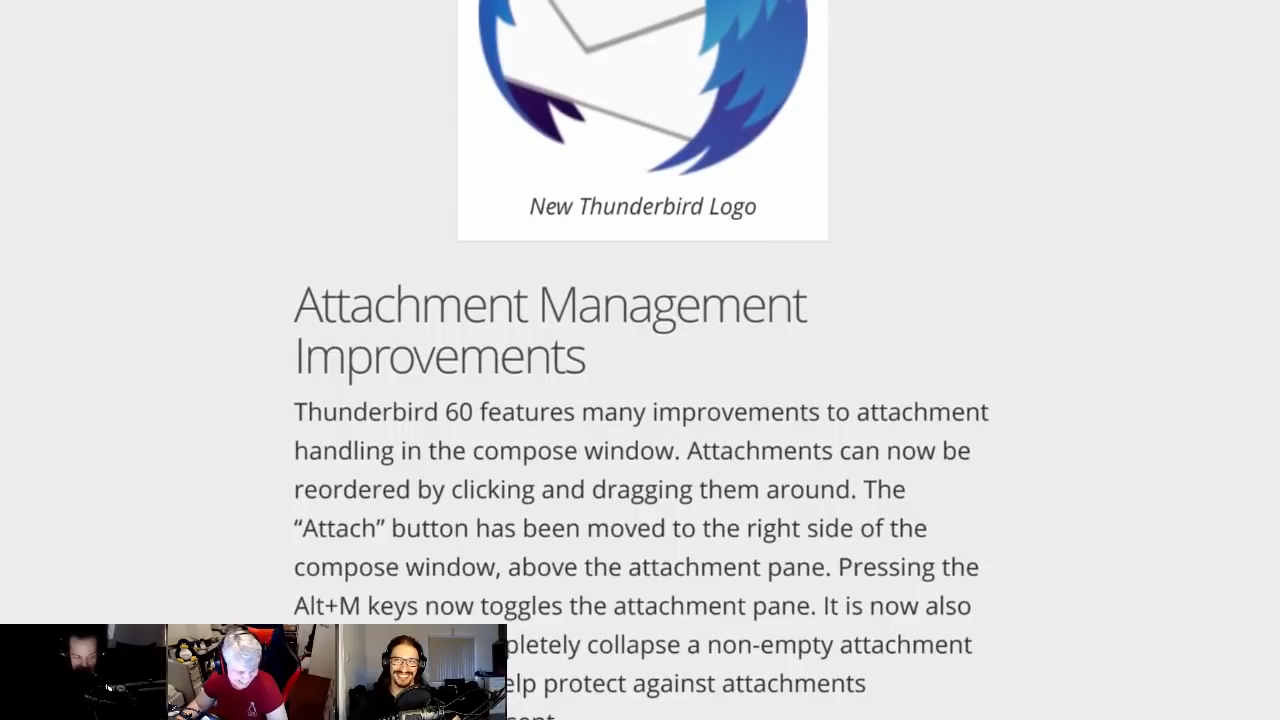 New Thunderbird Logo
Attachment Management
Improvements
Thunderbird 60 features many improvements to attachment
handling in the compose window. Attachments can now be
reordered by clicking and dragging them around. The
“Attach” button has been moved to the right side of the
compose window, above the attachment pane. Pressing the
Alt+M keys now toggles the attachment pane. It is now also
pletely collapse a non-empty attachment
elp protect against attachments